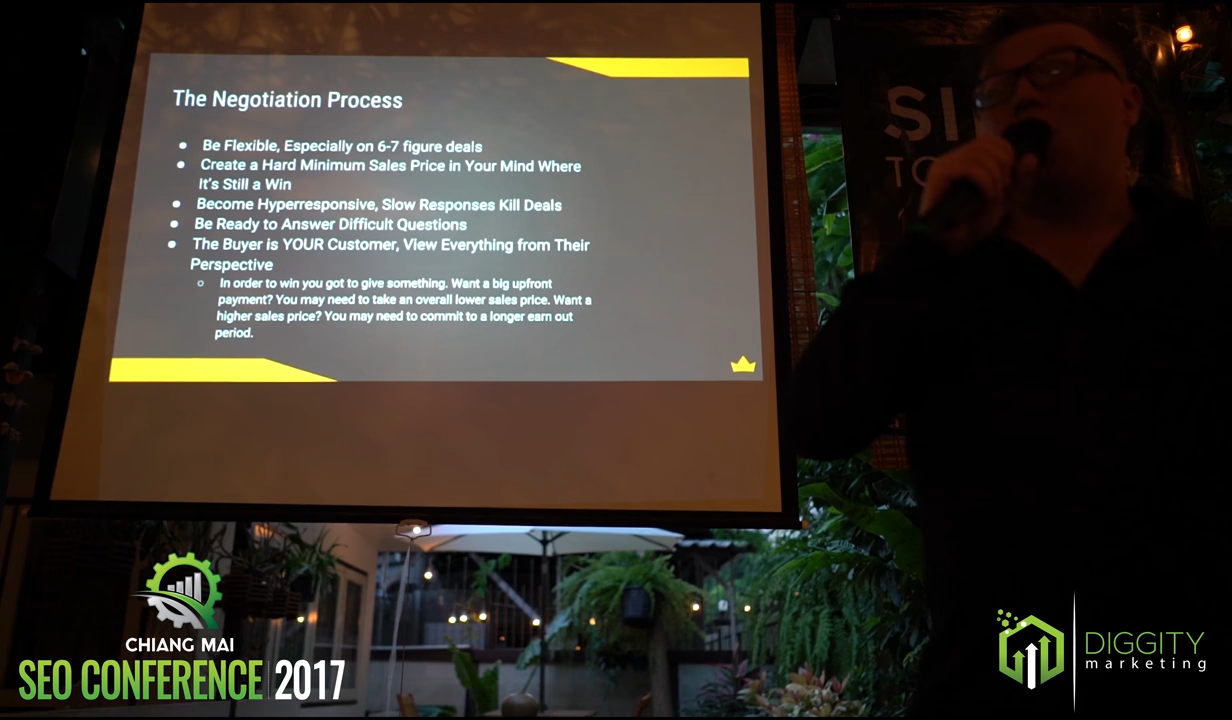 The Negotiation Process
● Be Flexible, Especially on 6-7 figure deals
● Create a Hard Minimum Sales Price in Your Mind Where
It's Still a Win
● Become Hyperresponsive, Slow Responses Kill Deals
● Be Ready to Answer Difficult Questions
● The Buyer is YOUR Customer, View Everything from Their
Perspective
○ In order to win you got to give something. Want a big upfront
payment? You may need to take an overall lower sales price. Want a
higher sales price? You may need to commit to a longer earn out
period.
SI
TO
CHIANG MAI
SEO CONFERENCE 2017
DIGGITY
marketing